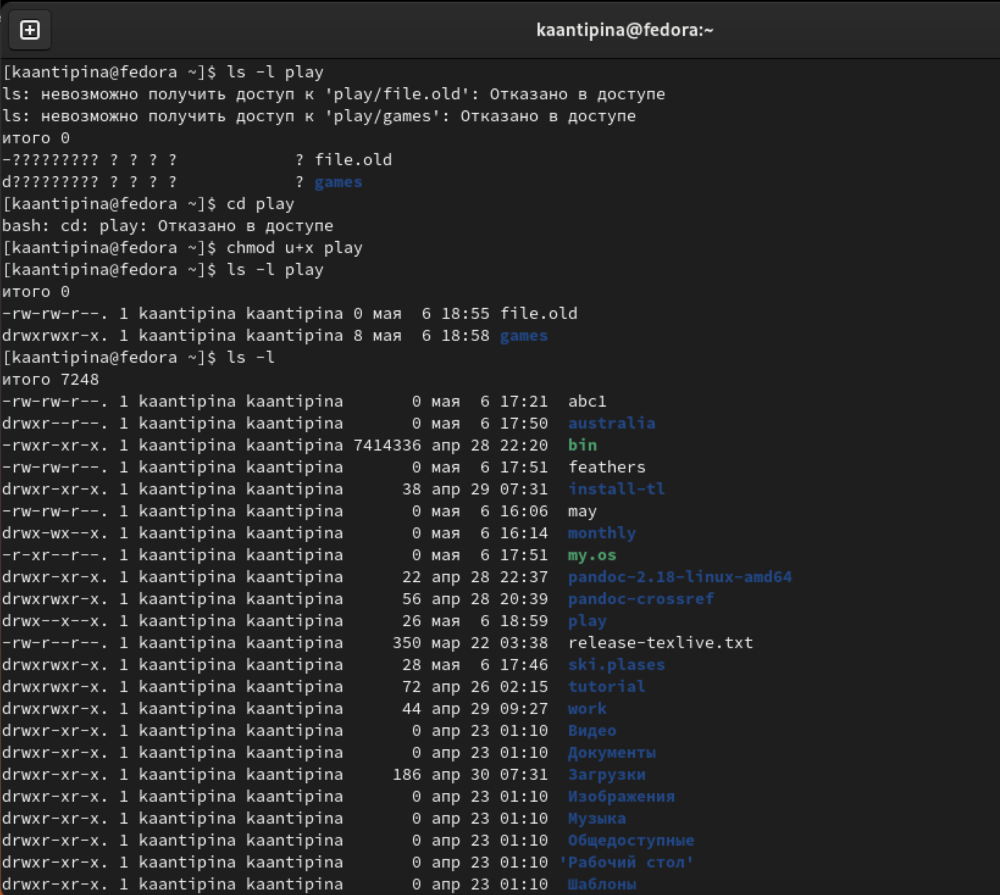 kaantipina@fedora:~
[kaantipina@fedora ~]$ ls -l play
ls: невозможно получить доступ к 'play/file.old': Отказано в доступе
ls: невозможно получить доступ к 'play/games': Отказано в доступе
итого 0
-????????? ? ? ? ?            ? file.old
d????????? ? ? ? ?            ? games
[kaantipina@fedora ~]$ cd play
bash: cd: play: Отказано в доступе
[kaantipina@fedora ~]$ chmod u+x play
[kaantipina@fedora ~]$ ls -l play
итого 0
-rw-rw-r--. 1 kaantipina kaantipina 0 мая  6 18:55 file.old
drwxrwxr-x. 1 kaantipina kaantipina 8 мая  6 18:58 games
[kaantipina@fedora ~]$ ls -l
итого 7248
-rw-rw-r--. 1 kaantipina kaantipina       0 мая  6 17:21  abc1
drwxr--r--. 1 kaantipina kaantipina       0 мая  6 17:50  australia
-rwxr-xr-x. 1 kaantipina kaantipina 7414336 апр 28 22:20  bin
-rw-rw-r--. 1 kaantipina kaantipina       0 мая  6 17:51  feathers
drwxr-xr-x. 1 kaantipina kaantipina      38 апр 29 07:31  install-tl
-rw-rw-r--. 1 kaantipina kaantipina       0 мая  6 16:06  may
drwx-wx--x. 1 kaantipina kaantipina       0 мая  6 16:14  monthly
-r-xr--r--. 1 kaantipina kaantipina       0 мая  6 17:51  my.os
drwxr-xr-x. 1 kaantipina kaantipina      22 апр 28 22:37  pandoc-2.18-linux-amd64
drwxrwxr-x. 1 kaantipina kaantipina      56 апр 28 20:39  pandoc-crossref
drwx--x--x. 1 kaantipina kaantipina      26 мая  6 18:59  play
-rw-r--r--. 1 kaantipina kaantipina     350 мар 22 03:38  release-texlive.txt
drwxrwxr-x. 1 kaantipina kaantipina      28 мая  6 17:46  ski.plases
drwxrwxr-x. 1 kaantipina kaantipina      72 апр 26 02:15  tutorial
drwxrwxr-x. 1 kaantipina kaantipina      44 апр 29 09:27  work
drwxr-xr-x. 1 kaantipina kaantipina       0 апр 23 01:10  Видео
drwxr-xr-x. 1 kaantipina kaantipina       0 апр 23 01:10  Документы
drwxr-xr-x. 1 kaantipina kaantipina     186 апр 30 07:31  Загрузки
drwxr-xr-x. 1 kaantipina kaantipina       0 апр 23 01:10  Изображения
drwxr-xr-x. 1 kaantipina kaantipina       0 апр 23 01:10  Музыка
drwxr-xr-x. 1 kaantipina kaantipina       0 апр 23 01:10  Общедоступные
drwxr-xr-x. 1 kaantipina kaantipina       0 апр 23 01:10 'Рабочий стол'
drwxr-xr-x. 1 kaantipina kaantipina       0 апр 23 01:10  Шаблоны